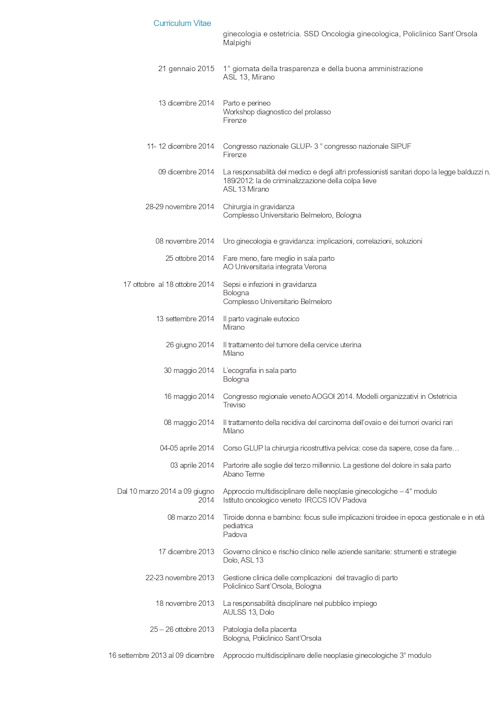 Curriculum Vitae
ginecologia e ostetricia. SSD Oncologia ginecologica, Policlinico Sant'Orsola
Malpighi
21 gennaio 2015 1° giornata della trasparenza e della buona amministrazione
ASL 13, Mirano
13 dicembre 2014 Parto e perineo
Workshop diagnostico del prolasso
Firenze
11- 12 dicembre 2014 Congresso nazionale GLUP- 3 ° congresso nazionale SIPUF
Firenze
09 dicembre 2014 La responsabilità del medico e degli altri professionisti sanitari dopo la legge balduzzi n.
189/2012: la de criminalizzazione della colpa lieve
ASL 13 Mirano
28-29 novembre 2014 Chirurgia in gravidanza
Complesso Universitario Belmeloro, Bologna
08 novembre 2014 Uro ginecologia e gravidanza: implicazioni, correlazioni, soluzioni
25 ottobre 2014 Fare meno, fare meglio in sala parto
AO Universitaria integrata Verona
17 ottobre al 18 ottobre 2014 Sepsi e infezioni in gravidanza
Bologna
Complesso Universitario Belmeloro
13 settembre 2014 Il parto vaginale eutocico
Mirano
26 giugno 2014 Il trattamento del tumore della cervice uterina
Milano
30 maggio 2014 L'ecografia in sala parto
Bologna
16 maggio 2014 Congresso regionale veneto AOGOI 2014. Modelli organizzativi in Ostetricia
Treviso
08 maggio 2014 Il trattamento della recidiva del carcinoma dell'ovaio e dei tumori ovarici rari
Milano
04-05 aprile 2014 Corso GLUP la chirurgia ricostruttiva pelvica: cose da sapere, cose da fare…
03 aprile 2014 Partorire alle soglie del terzo millennio. La gestione del dolore in sala parto
Abano Terme
Dal 10 marzo 2014 a 09 giugno Approccio multidisciplinare delle neoplasie ginecologiche – 4° modulo
2014 Istituto oncologico veneto IRCCS IOV Padova
08 marzo 2014 Tiroide donna e bambino: focus sulle implicazioni tiroidee in epoca gestionale e in età
pediatrica
Padova
17 dicembre 2013 Governo clinico e rischio clinico nelle aziende sanitarie: strumenti e strategie
Dolo, ASL 13
22-23 novembre 2013 Gestione clinica delle complicazioni del travaglio di parto
Policlinico Sant'Orsola, Bologna
18 novembre 2013 La responsabilità disciplinare nel pubblico impiego
AULSS 13, Dolo
25 – 26 ottobre 2013 Patologia della placenta
Bologna, Policlinico Sant'Orsola
16 settembre 2013 al 09 dicembre Approccio multidisciplinare delle neoplasie ginecologiche 3° modulo